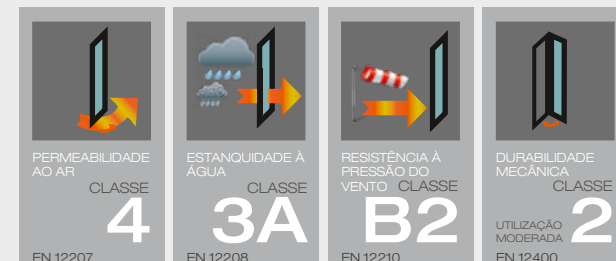 PERMEABILIDADE
AO AR
CLASSE
4
EN 12207
ESTANQUIDADE À
ÁGUA
CLASSE
3A
EN 12208
RESISTÊNCIA À
PRESSÃO DO
VENTO CLASSE
B2
EN 12210
DURABILIDADE
MECÂNICA
CLASSE
UTILIZAÇÃO
MODERADA 2
EN 12400